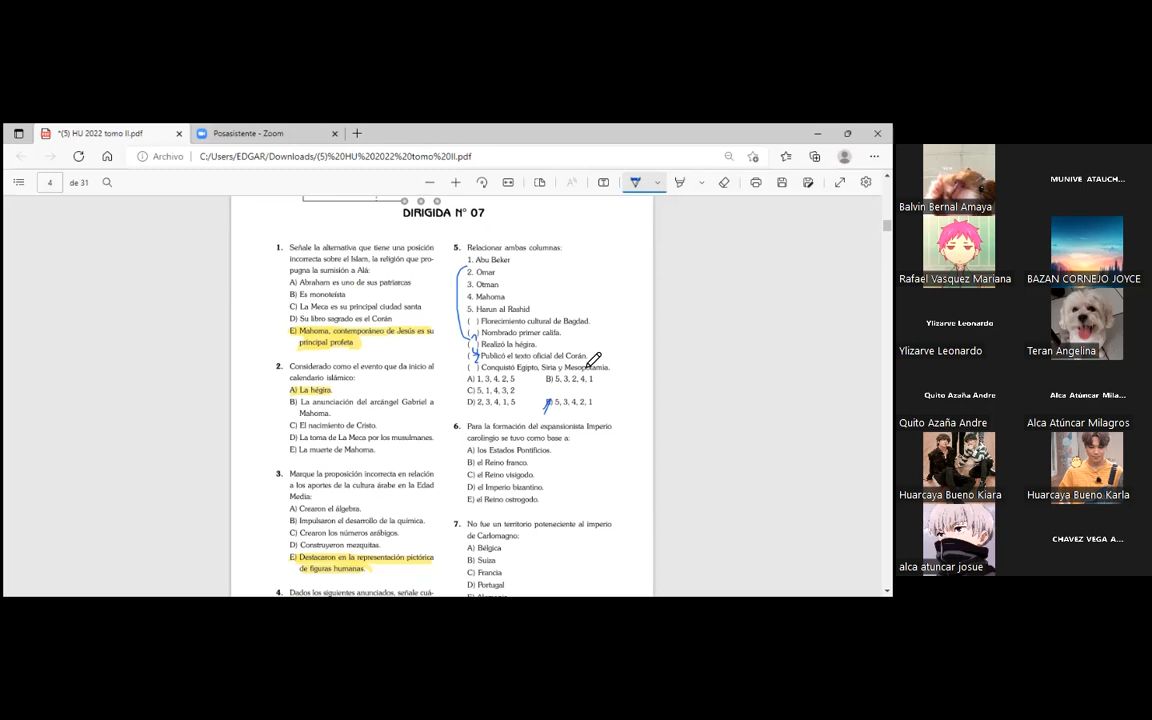 *(5) HU 2022 tomo II.pdf
Posasistente - Zoom
Archivo
C:/Users/EDGAR/Downloads/(5)%20HU%202022%20tomo%20II.pdf
4
de 31
DIRIGIDA N° 07
1. Señale la alternativa que tiene una posición
incorrecta sobre el Islam, la religión que pro-
pugna la sumisión a Alá:
A) Abraham es uno de sus patriarcas
B) Es monoteísta
C) La Meca es su principal ciudad santa
D) Su libro sagrado es el Corán
E) Mahoma, contemporáneo de Jesús es su
principal profeta
2. Considerado como el evento que da inicio al
calendario islámico:
A) La hégira.
B) La anunciación del arcángel Gabriel a
Mahoma.
C) El nacimiento de Cristo.
D) La toma de La Meca por los musulmanes.
E) La muerte de Mahoma.
3. Marque la proposición incorrecta en relación
a los aportes de la cultura árabe en la Edad
Media:
A) Crearon el álgebra.
B) Impulsaron el desarrollo de la química.
C) Crearon los números arábigos.
D) Construyeron mezquitas.
E) Destacaron en la representación pictórica
de figuras humanas.
4. Dados los siguientes anunciados, señale cuá-
5. Relacionar ambas columnas:
1. Abu Beker
2. Omar
3. Otman
4. Mahoma
5. Harun al Rashid
( ) Florecimiento cultural de Bagdad.
( ) Nombrado primer califa.
( ) Realizó la hégira.
( ) Publicó el texto oficial del Corán.
( ) Conquistó Egipto, Siria y Mesopotamia.
A) 1, 3, 4, 2, 5 B) 5, 3, 2, 4, 1
C) 5, 1, 4, 3, 2
D) 2, 3, 4, 1, 5 E) 5, 3, 4, 2, 1
6. Para la formación del expansionista Imperio
carolingio se tuvo como base a:
A) los Estados Pontificios.
B) el Reino franco.
C) el Reino visigodo.
D) el Imperio bizantino.
E) el Reino ostrogodo.
7. No fue un territorio poteneciente al imperio
de Carlomagno:
A) Bélgica
B) Suiza
C) Francia
D) Portugal
Balvin Bernal Amaya
MUNIVE ATAUCH...
Rafael Vasquez Mariana
BAZAN CORNEJO JOYCE
Ylizarve Leonardo
Ylizarve Leonardo
Teran Angelina
Quito Azaña Andre
Quito Azaña Andre
Alca Atúncar Mila...
Alca Atúncar Milagros
Huarcaya Bueno Kiara
Huarcaya Bueno Karla
alca atuncar josue
CHAVEZ VEGA A...